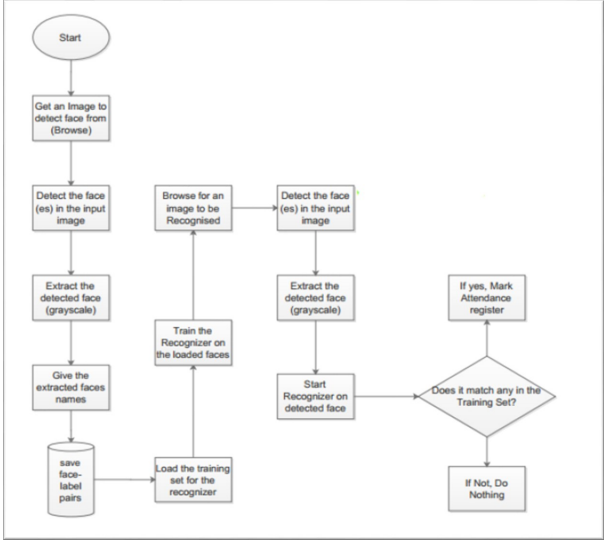 Start
Get an Image to
detect face from
(Browse)
Detect the face
(es) in the input
image
Extract the
detected face
(grayscale)
Give the
extracted faces
names
save
face-
label
pairs
Load the training
set for the
recognizer
Train the
Recognizer on
the loaded faces
Browse for an
image to be
Recognised
Detect the face
(es) in the input
image
Extract the
detected face
(grayscale)
Start
Recognizer on
detected face
Does it match any in the
Training Set?
If yes, Mark
Attendance
register
If Not, Do
Nothing